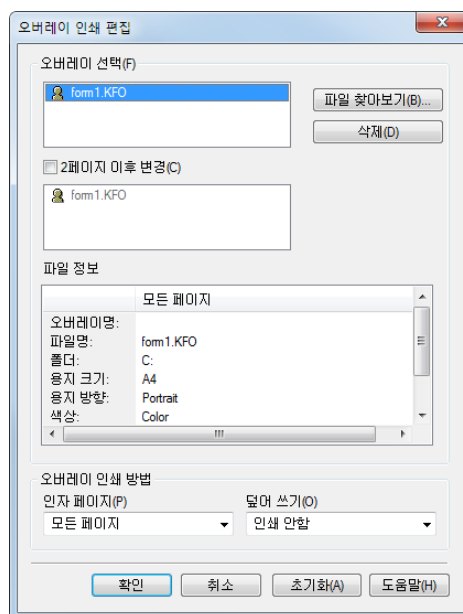 오버레이 인쇄 편집
오버레이 선택(F)
form1.KFO
파일 찾아보기(B)...
삭제(D)
2페이지 이후 변경(C)
form1.KFO
파일 정보
모든 페이지
오버레이명:
파일명: form1.KFO
폴더: C:
용지 크기: A4
용지 방향: Portrait
색상: Color
오버레이 인쇄 방법
인자 페이지(P) 덮어 쓰기(O)
모든 페이지 인쇄 안함
확인 취소 초기화(A) 도움말(H)